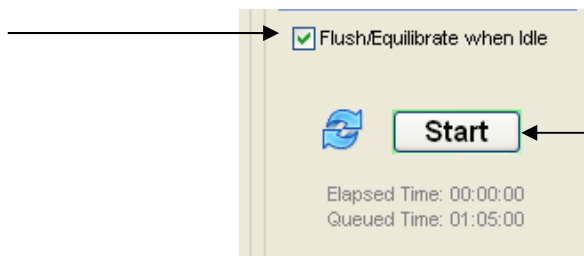 Flush/Equilibrate when Idle
Start
Elapsed Time: 00:00:00
Queued Time: 01:05:00